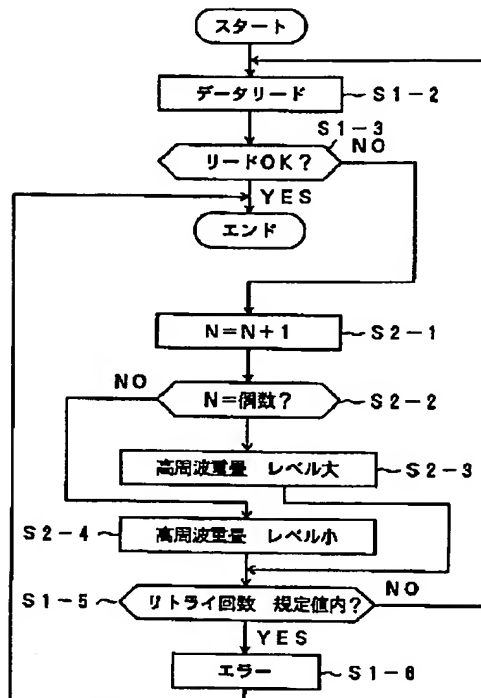 スタート
データリード
S1-2
S1-3
リードOK?
NO
YES
エンド
N=N+1
S2-1
NO
N=偶数?
S2-2
高周波重畳 レベル大
S2-3
S2-4
高周波重畳 レベル小
S1-5
リトライ回数 規定値内?
NO
YES
エラー
S1-6